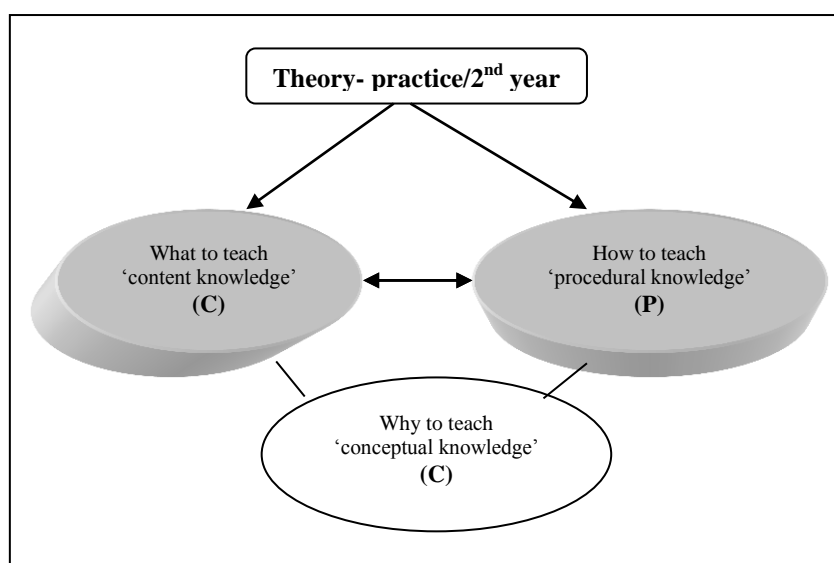 Theory- practice/2nd year
What to teach
‘content knowledge’
(C)
How to teach
‘procedural knowledge’
(P)
Why to teach
‘conceptual knowledge’
(C)